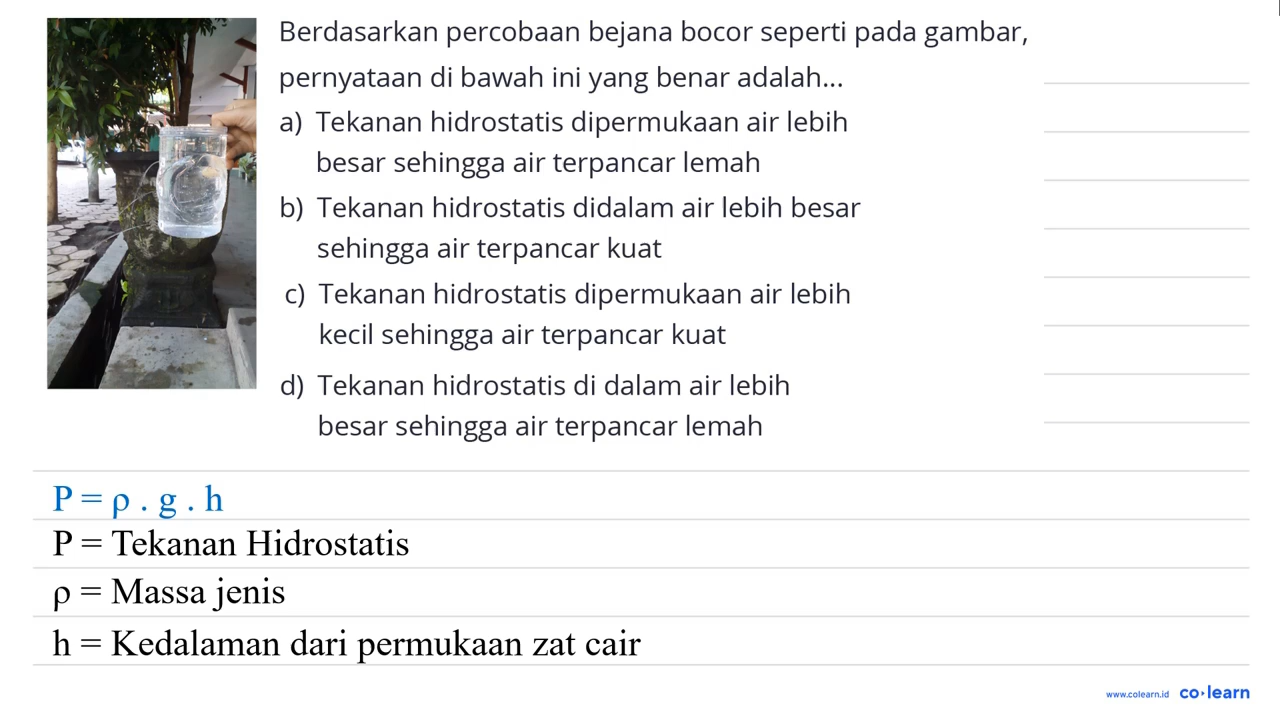 Berdasarkan percobaan bejana bocor seperti pada gambar,
pernyataan di bawah ini yang benar adalah...
a) Tekanan hidrostatis dipermukaan air lebih
besar sehingga air terpancar lemah
b) Tekanan hidrostatis didalam air lebih besar
sehingga air terpancar kuat
c) Tekanan hidrostatis dipermukaan air lebih
kecil sehingga air terpancar kuat
d) Tekanan hidrostatis di dalam air lebih
besar sehingga air terpancar lemah
P = ρ . g . h
P = Tekanan Hidrostatis
ρ = Massa jenis
h = Kedalaman dari permukaan zat cair
www.colearn.id co learn